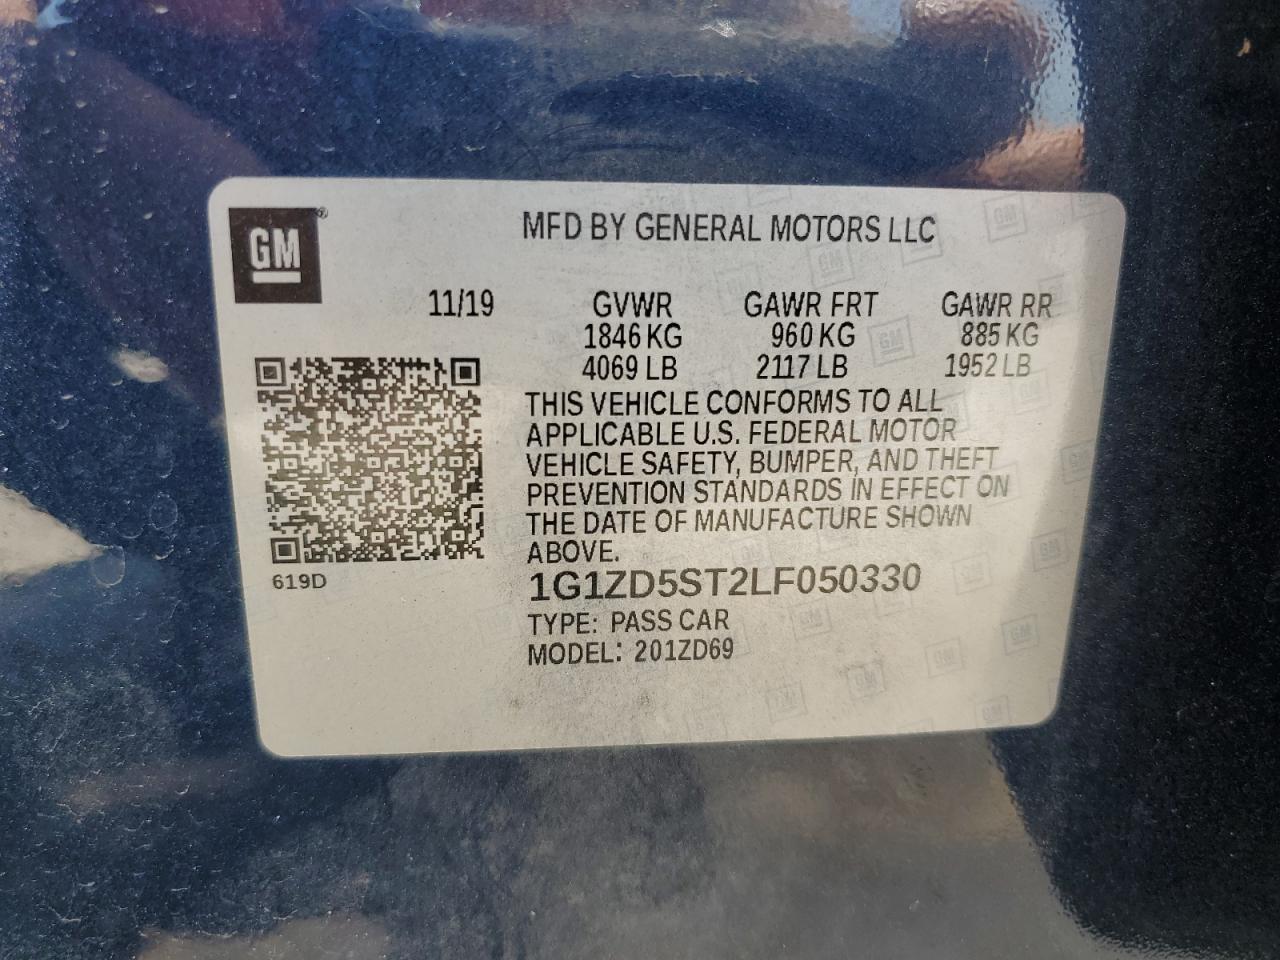 GM®
MFD BY GENERAL MOTORS LLC
11/19 GVWR GAWR FRT GAWR RR
1846 KG 960 KG 885 KG
4069 LB 2117 LB 1952 LB
THIS VEHICLE CONFORMS TO ALL
APPLICABLE U.S. FEDERAL MOTOR
VEHICLE SAFETY, BUMPER, AND THEFT
PREVENTION STANDARDS IN EFFECT ON
THE DATE OF MANUFACTURE SHOWN
ABOVE.
619D
1G1ZD5ST2LF050330
TYPE: PASS CAR
MODEL: 201ZD69